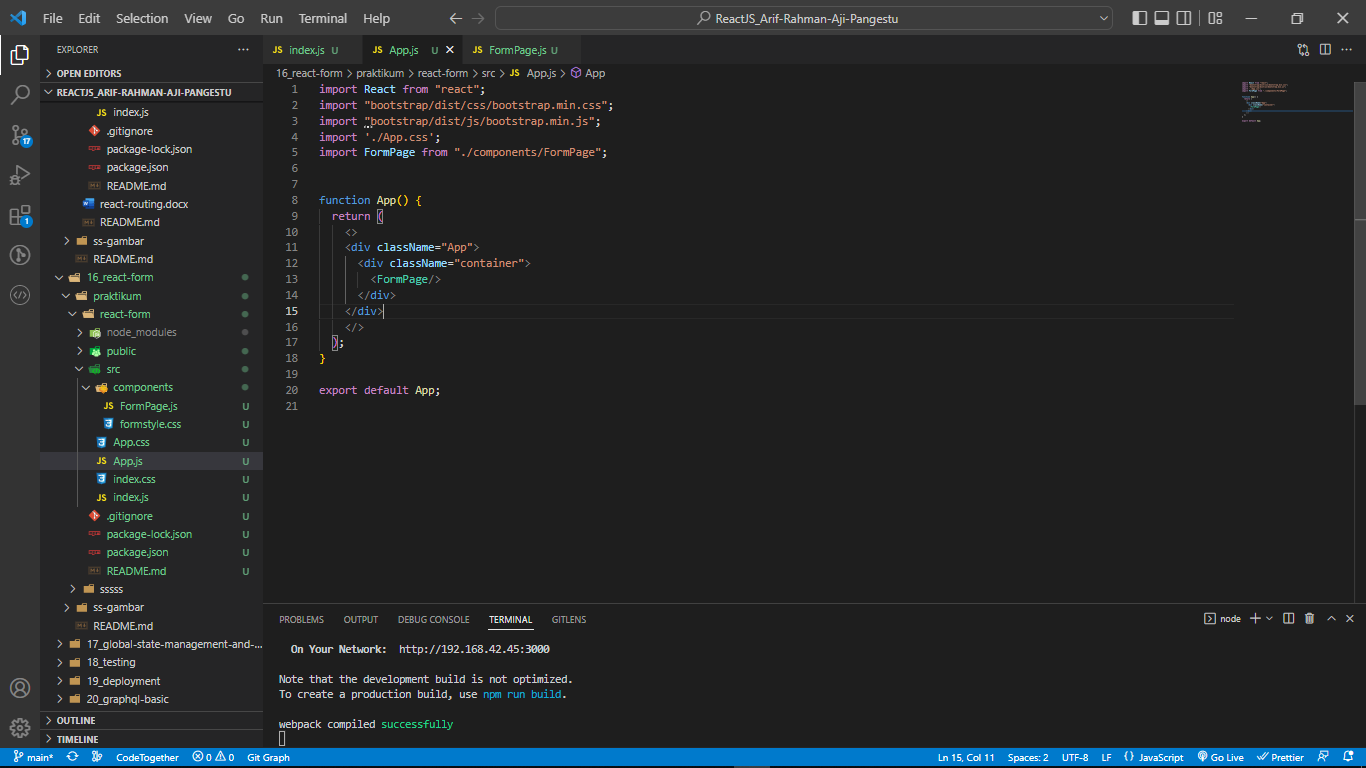 File Edit Selection View Go Run Terminal Help
ReactJS_Arif-Rahman-Aji-Pangestu
EXPLORER
OPEN EDITORS
REACTJS_ARIF-RAHMAN-AJI-PANGESTU
JS index.js
.gitignore
package-lock.json
package.json
README.md
react-routing.docx
README.md
ss-gambar
README.md
16_react-form
praktikum
react-form
node_modules
public
src
components
JS FormPage.js U
formstyle.css U
App.css U
JS App.js U
index.css U
JS index.js U
.gitignore U
package-lock.json U
package.json U
README.md U
sssss
ss-gambar
README.md
17_global-state-management-and-...
18_testing
19_deployment
20_graphql-basic
OUTLINE
TIMELINE
17
1
JS index.js U
JS App.js U
JS FormPage.js U
16_react-form > praktikum > react-form > src > JS App.js > App
1 import React from "react";
2 import "bootstrap/dist/css/bootstrap.min.css";
3 import "bootstrap/dist/js/bootstrap.min.js";
4 import './App.css';
5 import FormPage from "./components/FormPage";
6
7
8 function App() {
9 return (
10 <>
11 <div className="App">
12 <div className="container">
13 <FormPage/>
14 </div>
15 </div>
16 </>
17 );
18 }
19
20 export default App;
21
PROBLEMS OUTPUT DEBUG CONSOLE TERMINAL GITLENS
node
On Your Network: http://192.168.42.45:3000
Note that the development build is not optimized.
To create a production build, use npm run build.
webpack compiled successfully
main* CodeTogether 0 0 Git Graph Ln 15, Col 11 Spaces: 2 UTF-8 LF {} JavaScript Go Live Prettier